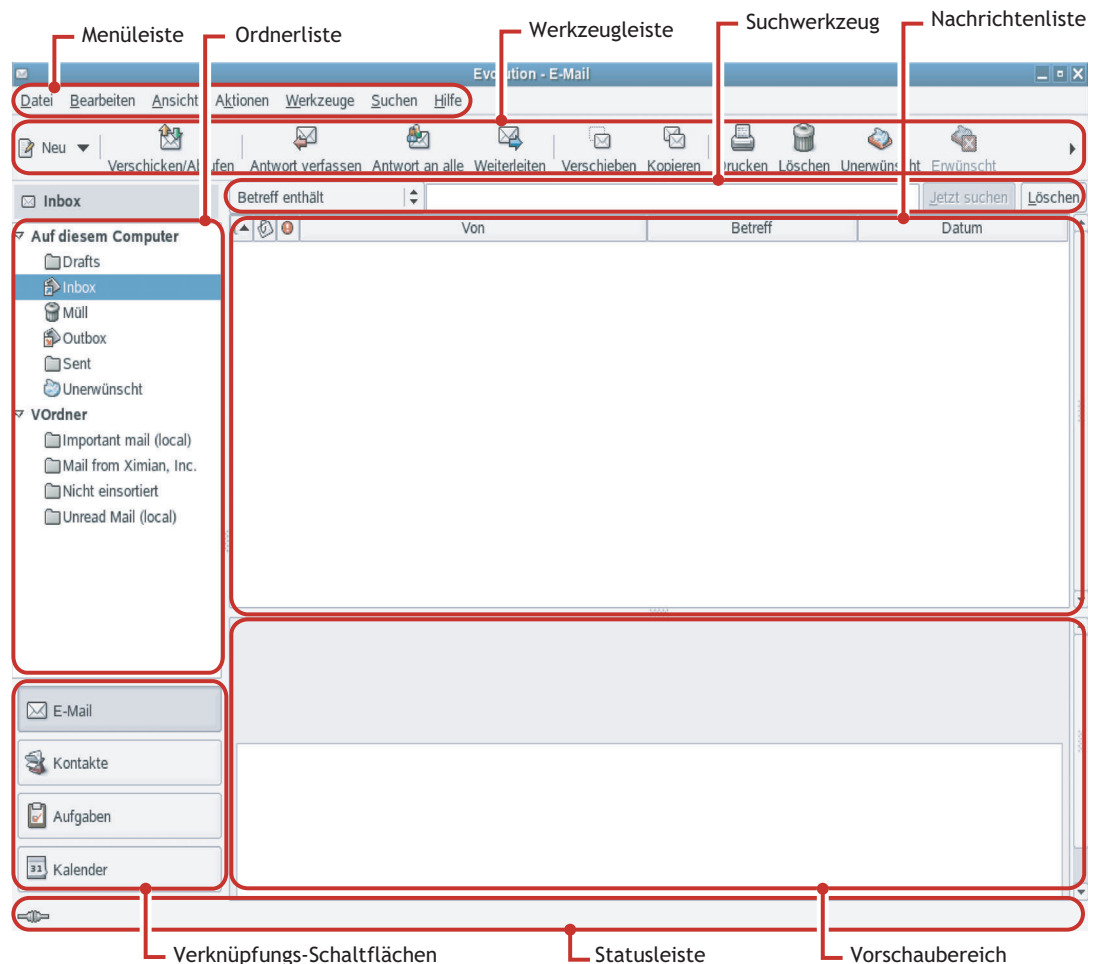 Menüleiste Ordnerliste Werkzeugleiste Suchwerkzeug Nachrichtenliste
Evolution - E-Mail
Datei Bearbeiten Ansicht Aktionen Werkzeuge Suchen Hilfe
Neu Verschicken/Abrufen Antwort verfassen Antwort an alle Weiterleiten Verschieben Kopieren Drucken Löschen Unerwünscht Erwünscht
Inbox Betreff enthält Jetzt suchen Löschen
Von Betreff Datum
Auf diesem Computer
Drafts
Inbox
Müll
Outbox
Sent
Unerwünscht
VOrdner
Important mail (local)
Mail from Ximian, Inc.
Nicht einsortiert
Unread Mail (local)
E-Mail
Kontakte
Aufgaben
31 Kalender
Verknüpfungs-Schaltflächen Statusleiste Vorschaubereich